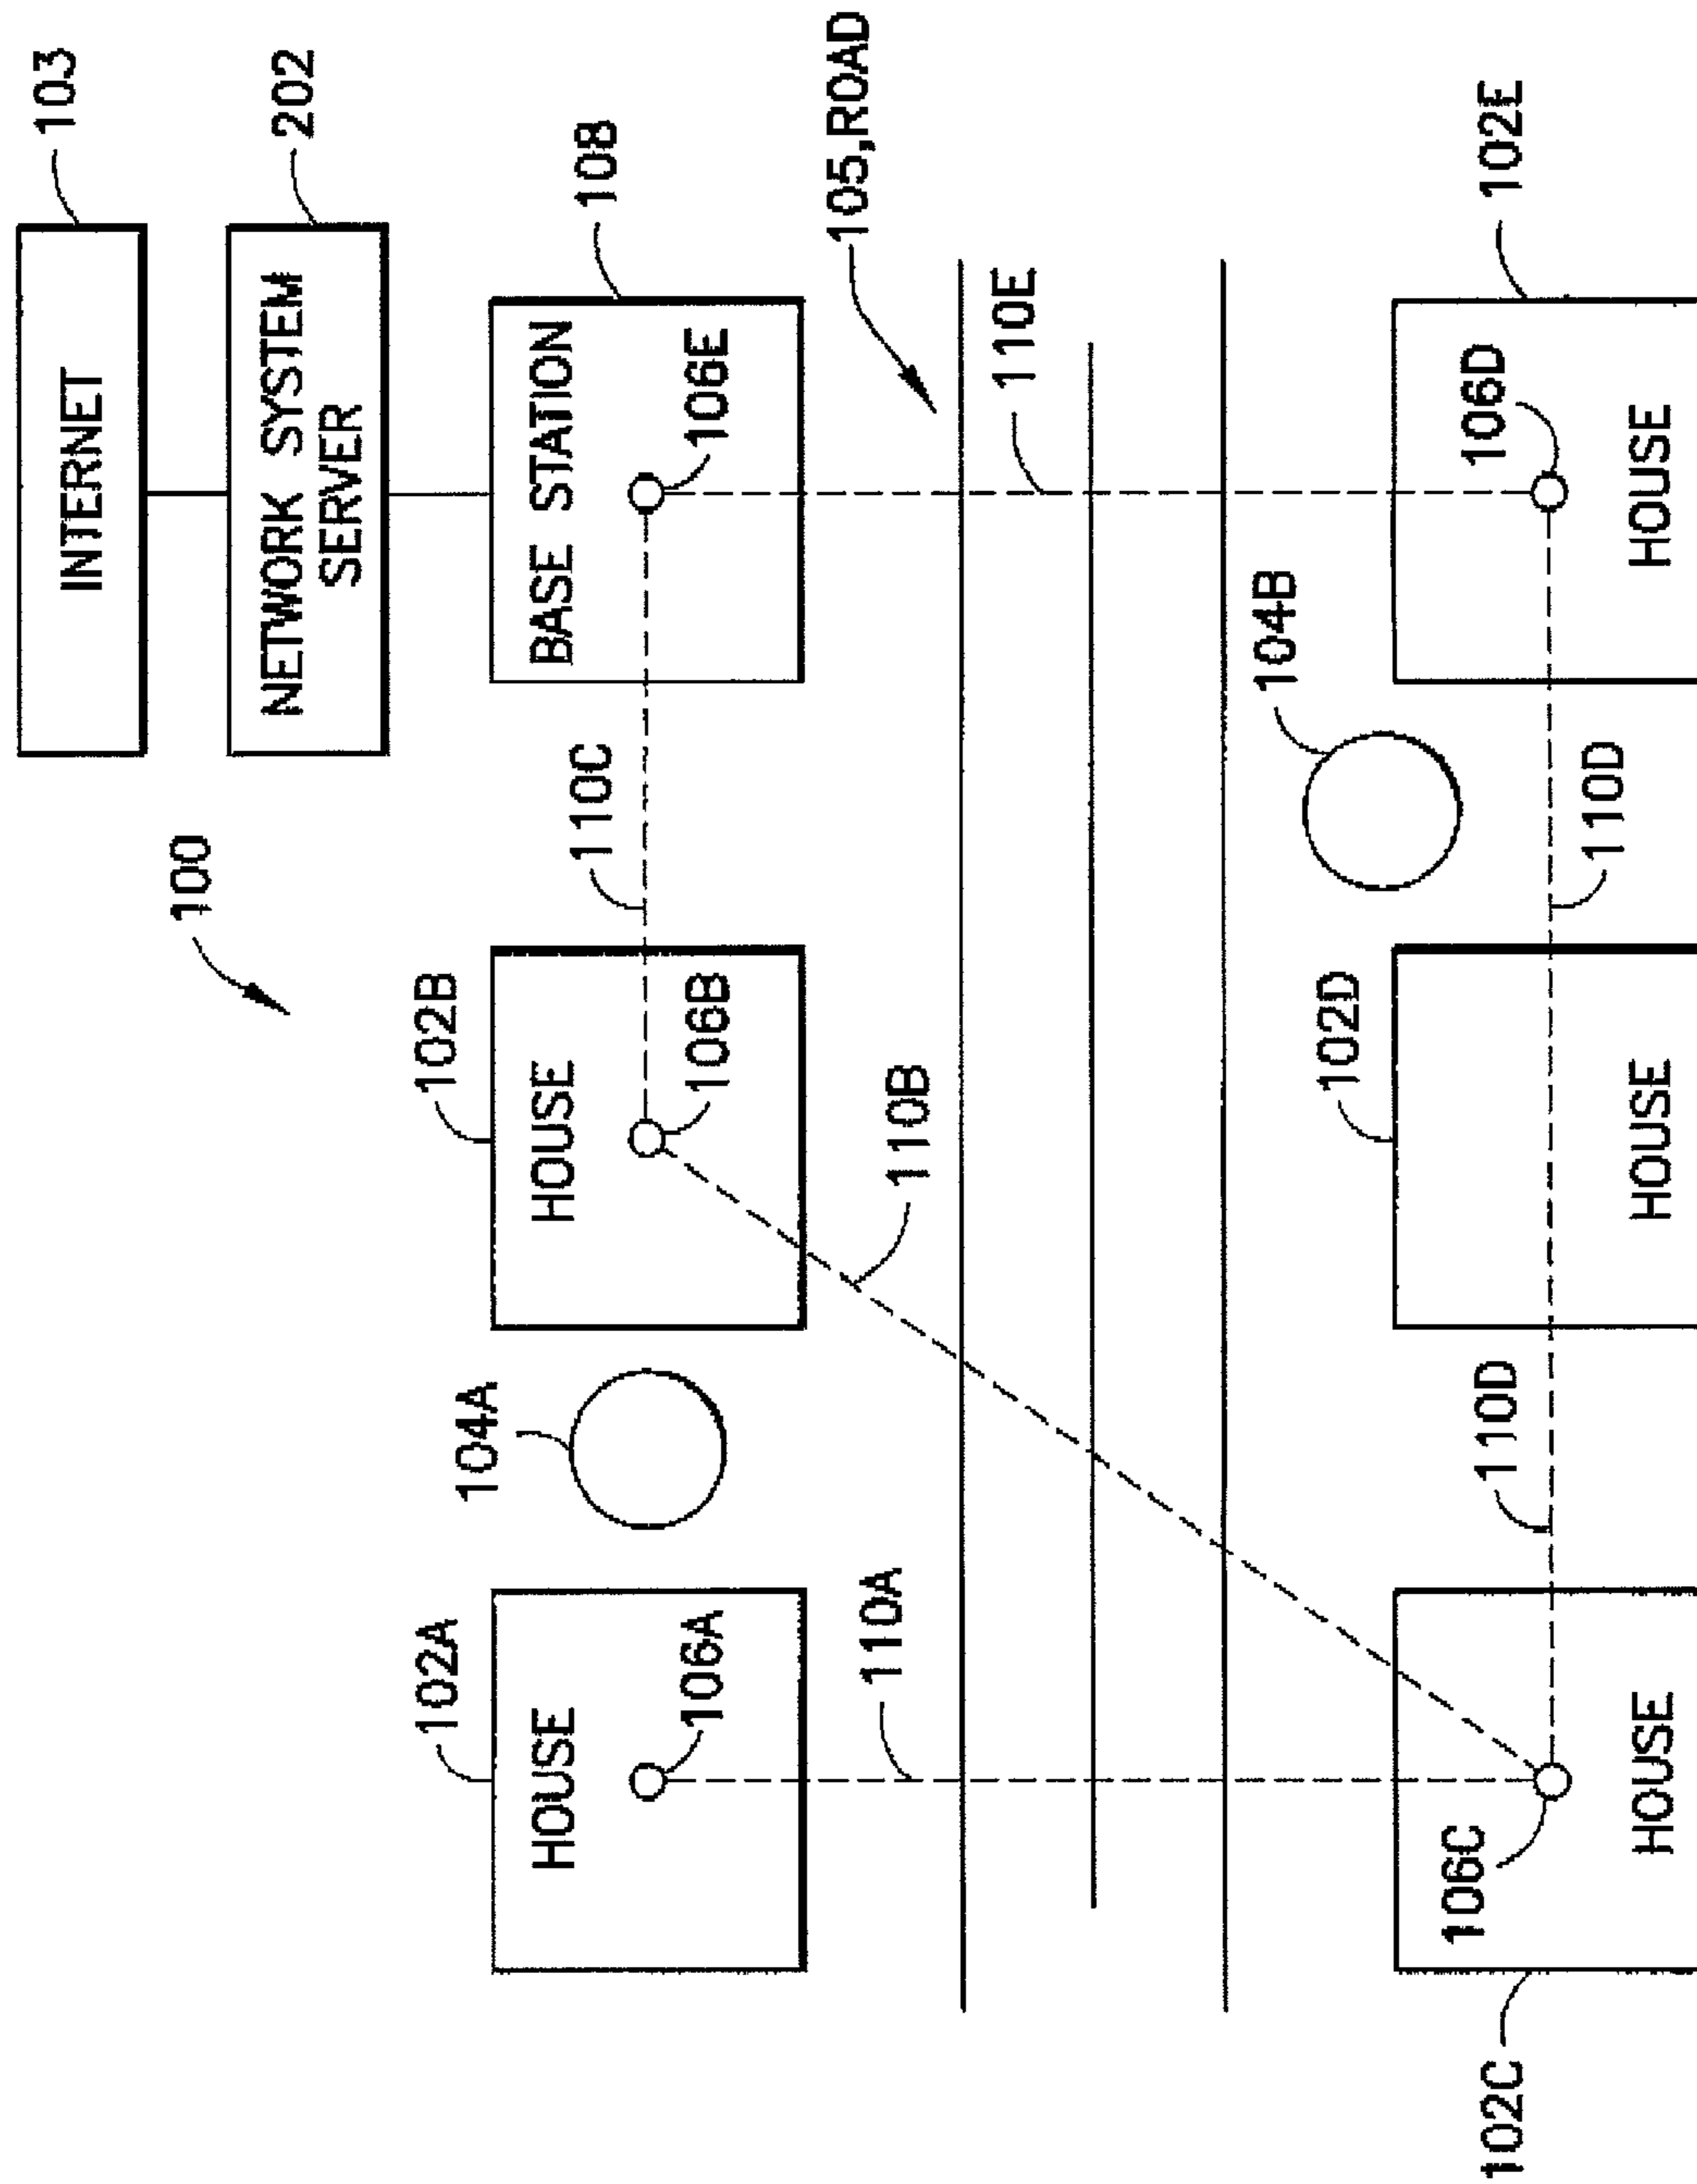 INTERNET
103
NETWORK SYSTEM
SERVER
202
100
102A
HOUSE
106A
104A
102B
HOUSE
106B
110C
BASE STATION
106E
108
110A
110B
105,ROAD
110E
102C
106C
HOUSE
110D
102D
HOUSE
104B
110D
106D
HOUSE
102E